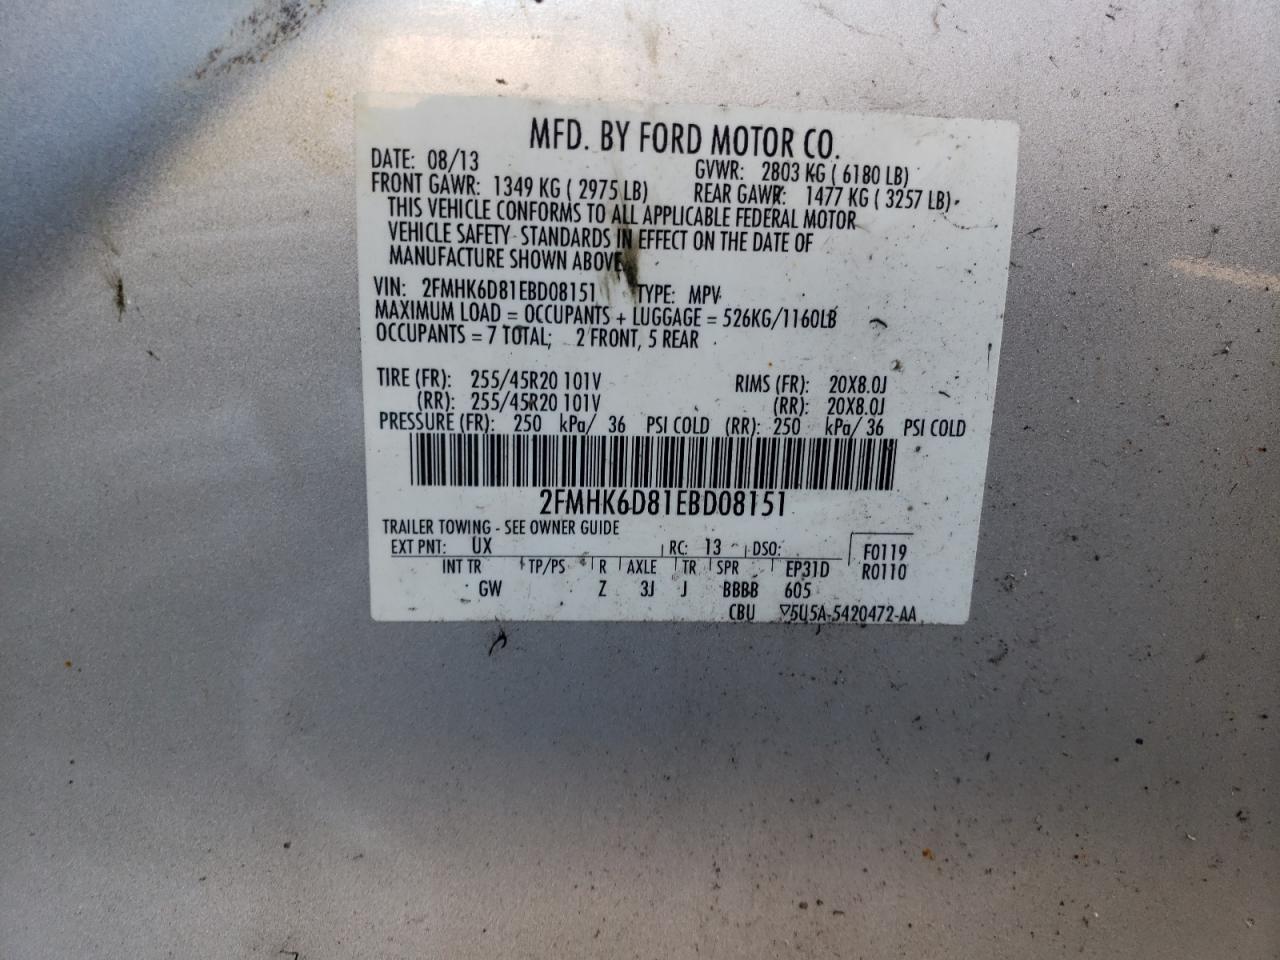 MFD. BY FORD MOTOR CO.
DATE: 08/13 GVWR: 2803 KG ( 6180 LB)
FRONT GAWR: 1349 KG ( 2975 LB) REAR GAWR: 1477 KG ( 3257 LB)
THIS VEHICLE CONFORMS TO ALL APPLICABLE FEDERAL MOTOR
VEHICLE SAFETY STANDARDS IN EFFECT ON THE DATE OF
MANUFACTURE SHOWN ABOVE.
VIN: 2FMHK6D81EBD08151 TYPE: MPV
MAXIMUM LOAD = OCCUPANTS + LUGGAGE = 526KG/1160LB
OCCUPANTS = 7 TOTAL; 2 FRONT, 5 REAR
TIRE (FR): 255/45R20 101V RIMS (FR): 20X8.0J
(RR): 255/45R20 101V (RR): 20X8.0J
PRESSURE (FR): 250 kPa/ 36 PSI COLD (RR): 250 kPa/ 36 PSI COLD
2FMHK6D81EBD08151
TRAILER TOWING - SEE OWNER GUIDE
EXT PNT: UX RC: 13 DSO: F0119
INT TR TP/PS R AXLE TR SPR EP31D R0110
GW Z 3J J BBBB 605
CBU ▽5U5A-5420472-AA